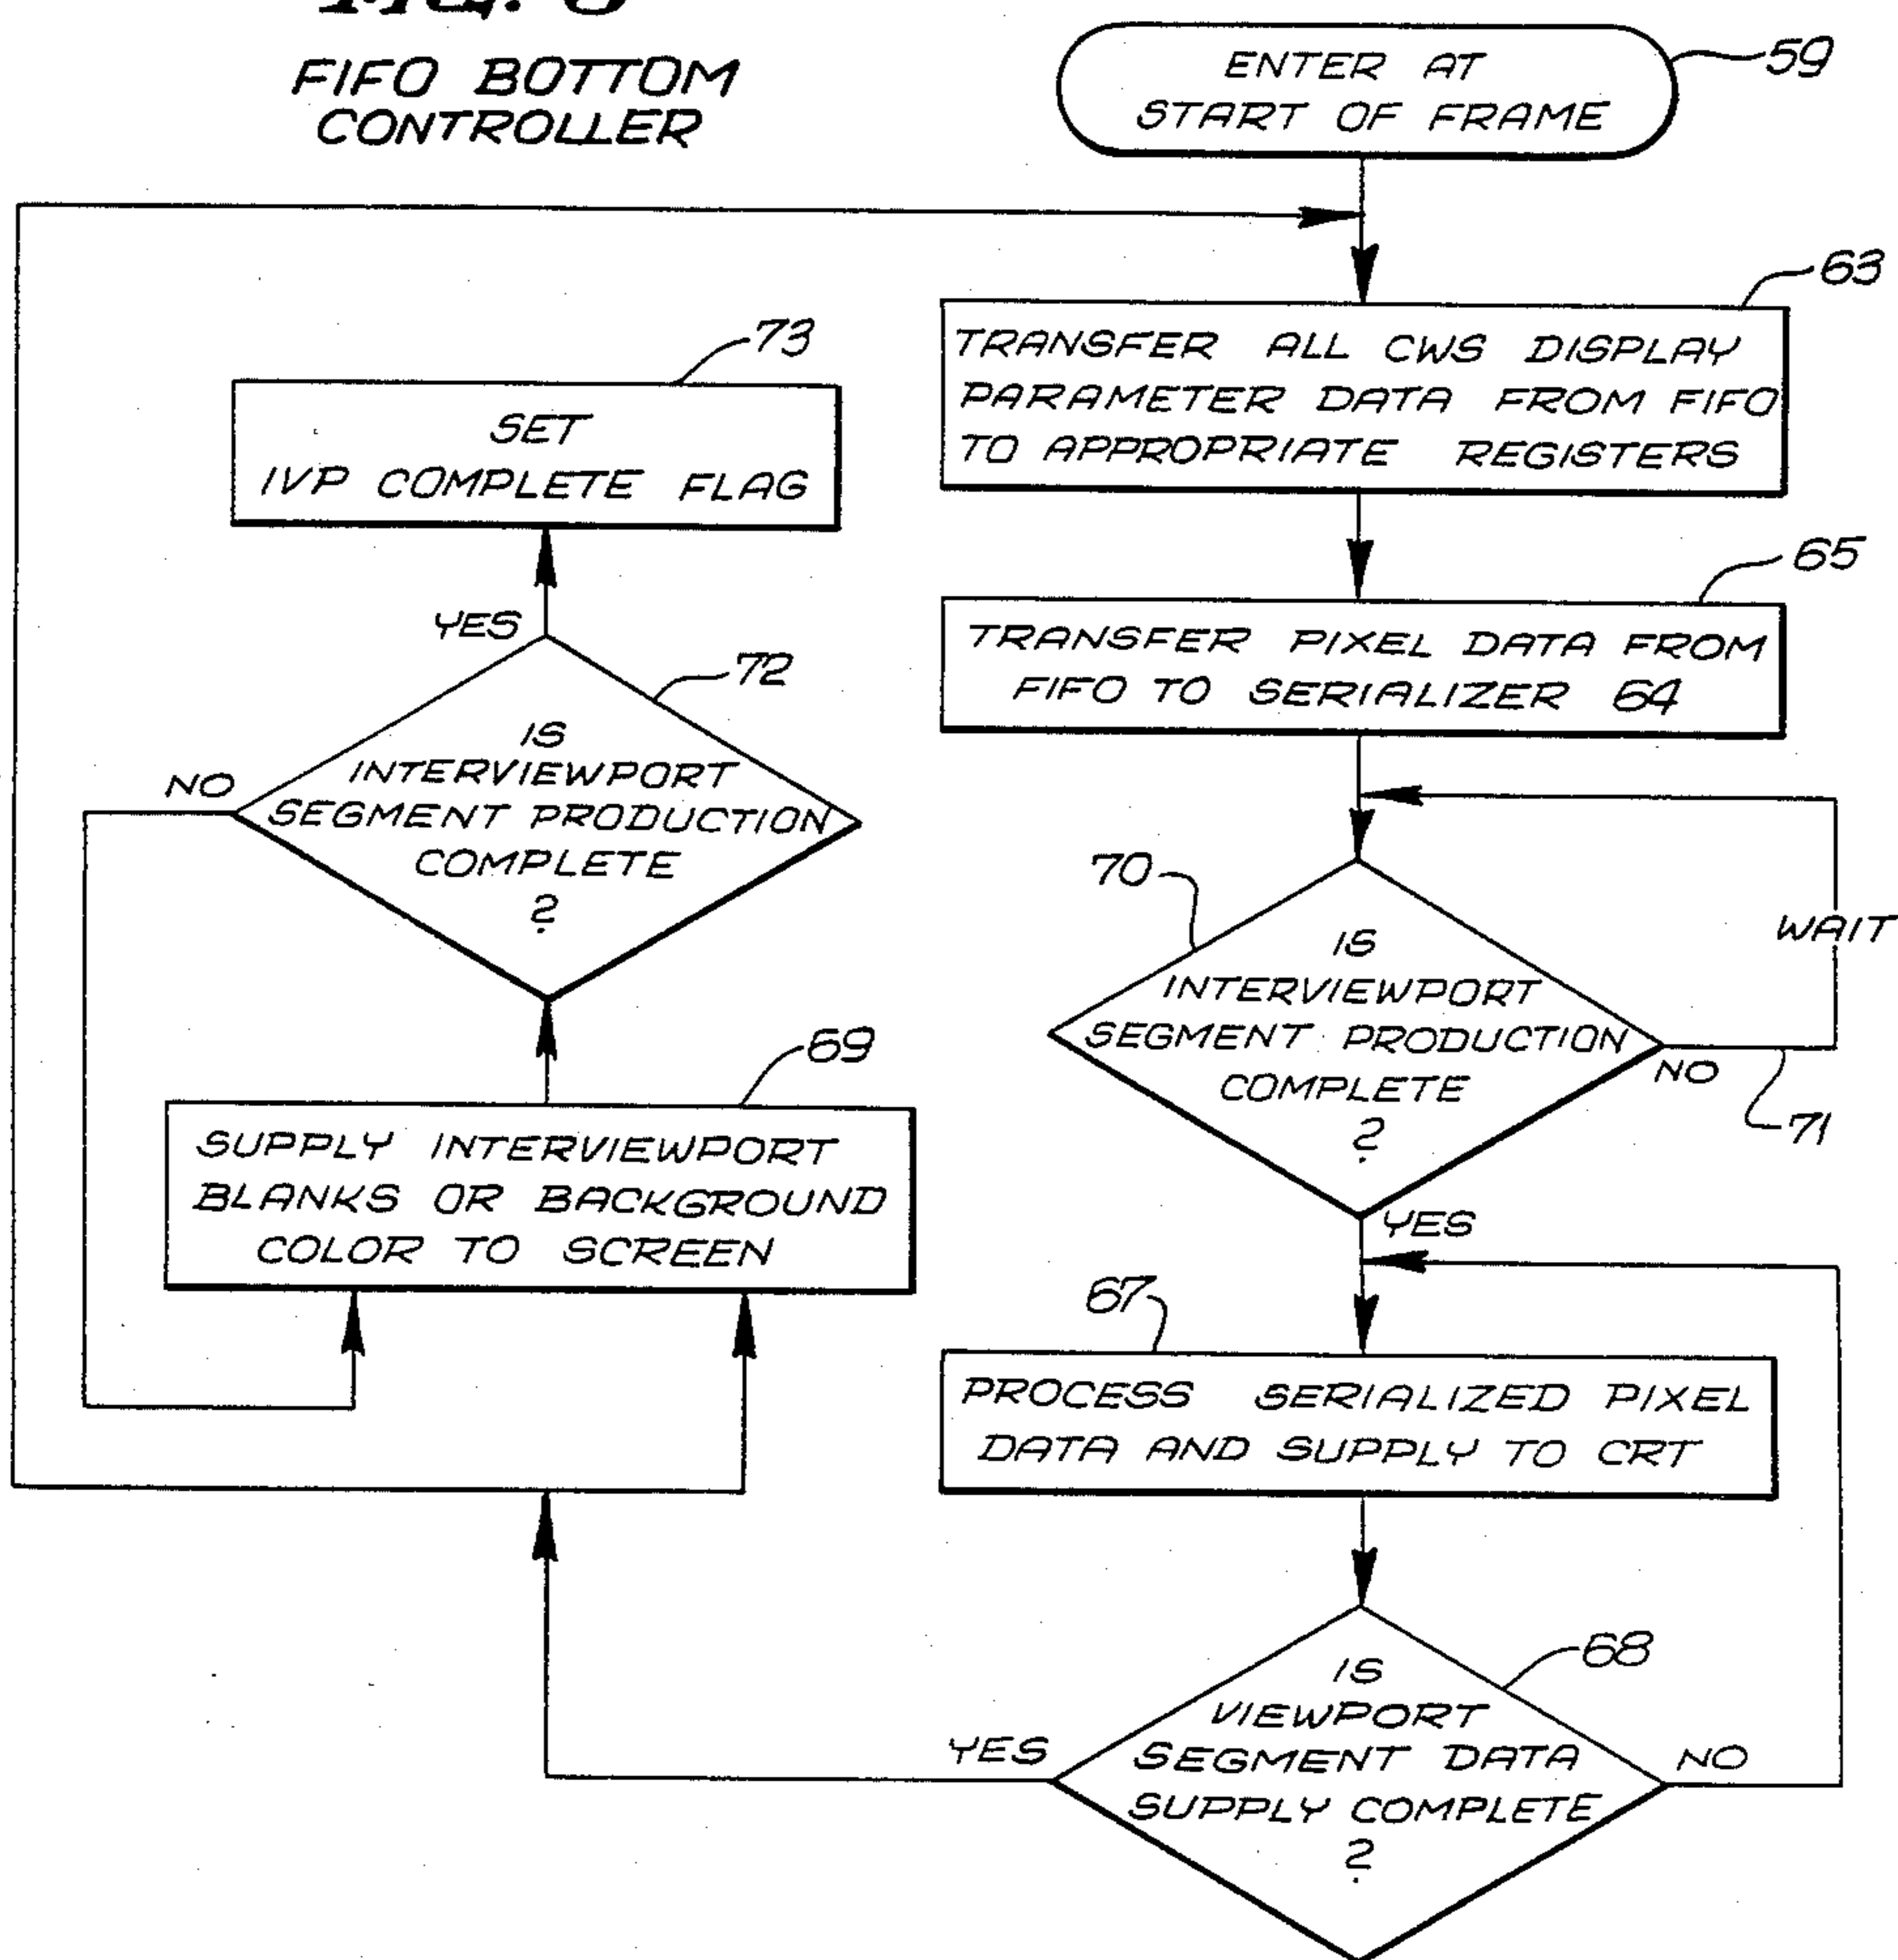 FIFO BOTTOM
CONTROLLER
ENTER AT
START OF FRAME
59
63
TRANSFER ALL CWS DISPLAY
PARAMETER DATA FROM FIFO
TO APPROPRIATE REGISTERS
73
SET
IVP COMPLETE FLAG
65
TRANSFER PIXEL DATA FROM
FIFO TO SERIALIZER 64
YES
72
IS
INTERVIEWPORT
SEGMENT PRODUCTION
COMPLETE
?
NO
70
IS
INTERVIEWPORT
SEGMENT PRODUCTION
COMPLETE
?
WAIT
NO
71
YES
69
SUPPLY INTERVIEWPORT
BLANKS OR BACKGROUND
COLOR TO SCREEN
67
PROCESS SERIALIZED PIXEL
DATA AND SUPPLY TO CRT
68
IS
VIEWPORT
SEGMENT DATA
SUPPLY COMPLETE
?
YES
NO